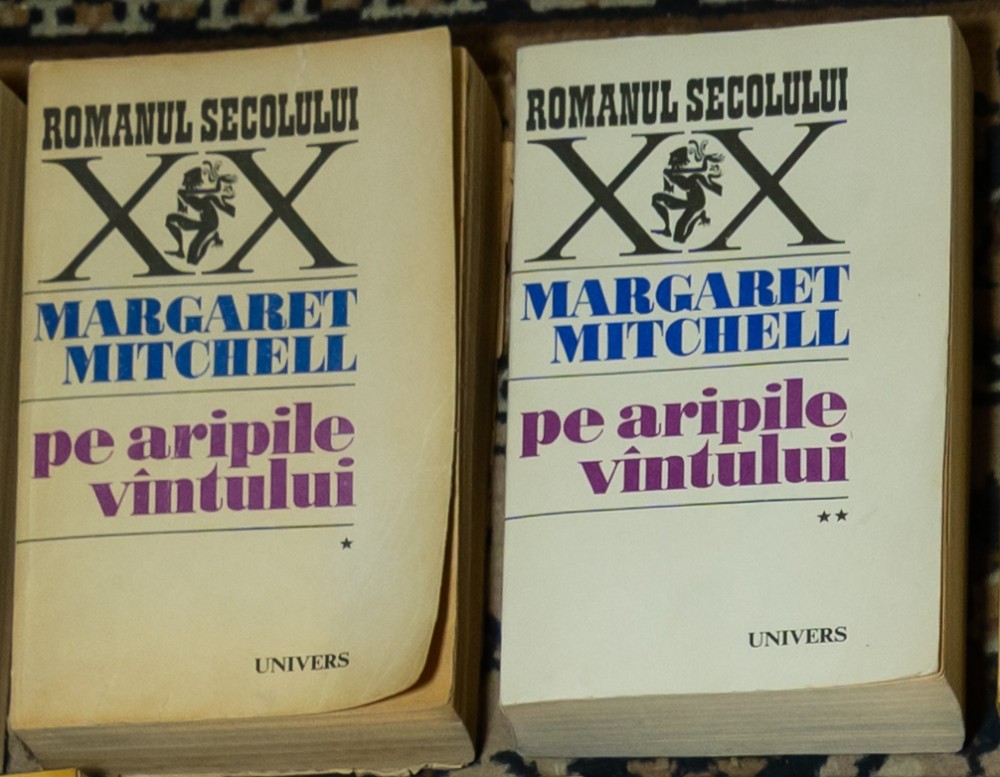 ROMANUL SECOLULUI
XX
MARGARET
MITCHELL
pe aripile
vîntului
★
UNIVERS
ROMANUL SECOLULUI
XX
MARGARET
MITCHELL
pe aripile
vîntului
★★
UNIVERS